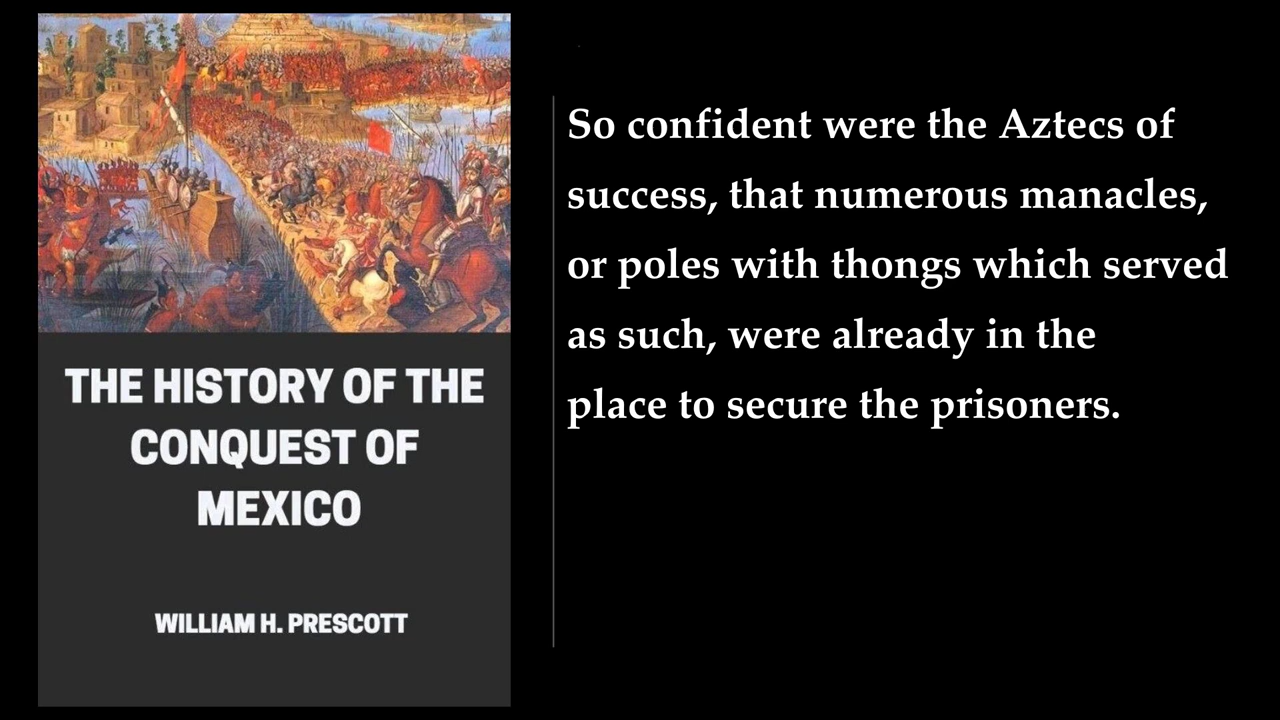 THE HISTORY OF THE
CONQUEST OF
MEXICO
WILLIAM H. PRESCOTT
So confident were the Aztecs of
success, that numerous manacles,
or poles with thongs which served
as such, were already in the
place to secure the prisoners.